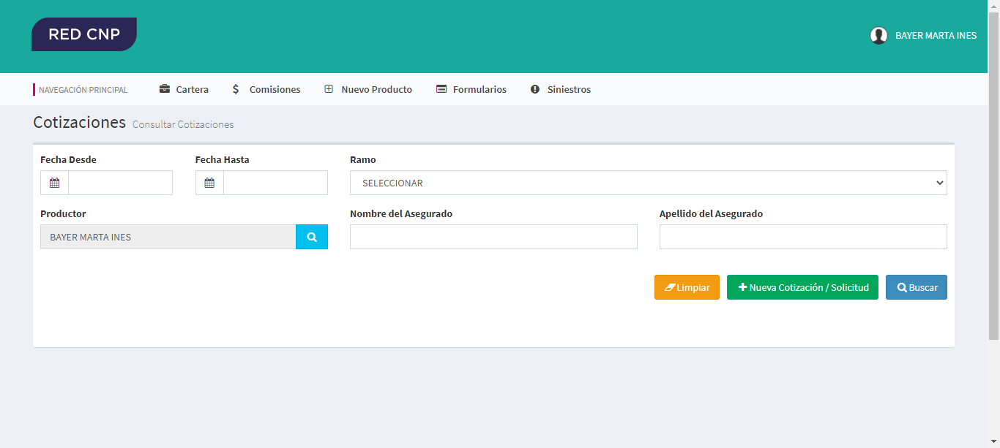 RED CNP
BAYER MARTA INES
NAVEGACIÓN PRINCIPAL Cartera Comisiones Nuevo Producto Formularios Siniestros
Cotizaciones Consultar Cotizaciones
Fecha Desde Fecha Hasta Ramo
SELECCIONAR
Productor Nombre del Asegurado Apellido del Asegurado
BAYER MARTA INES
Limpiar Nueva Cotización / Solicitud Buscar